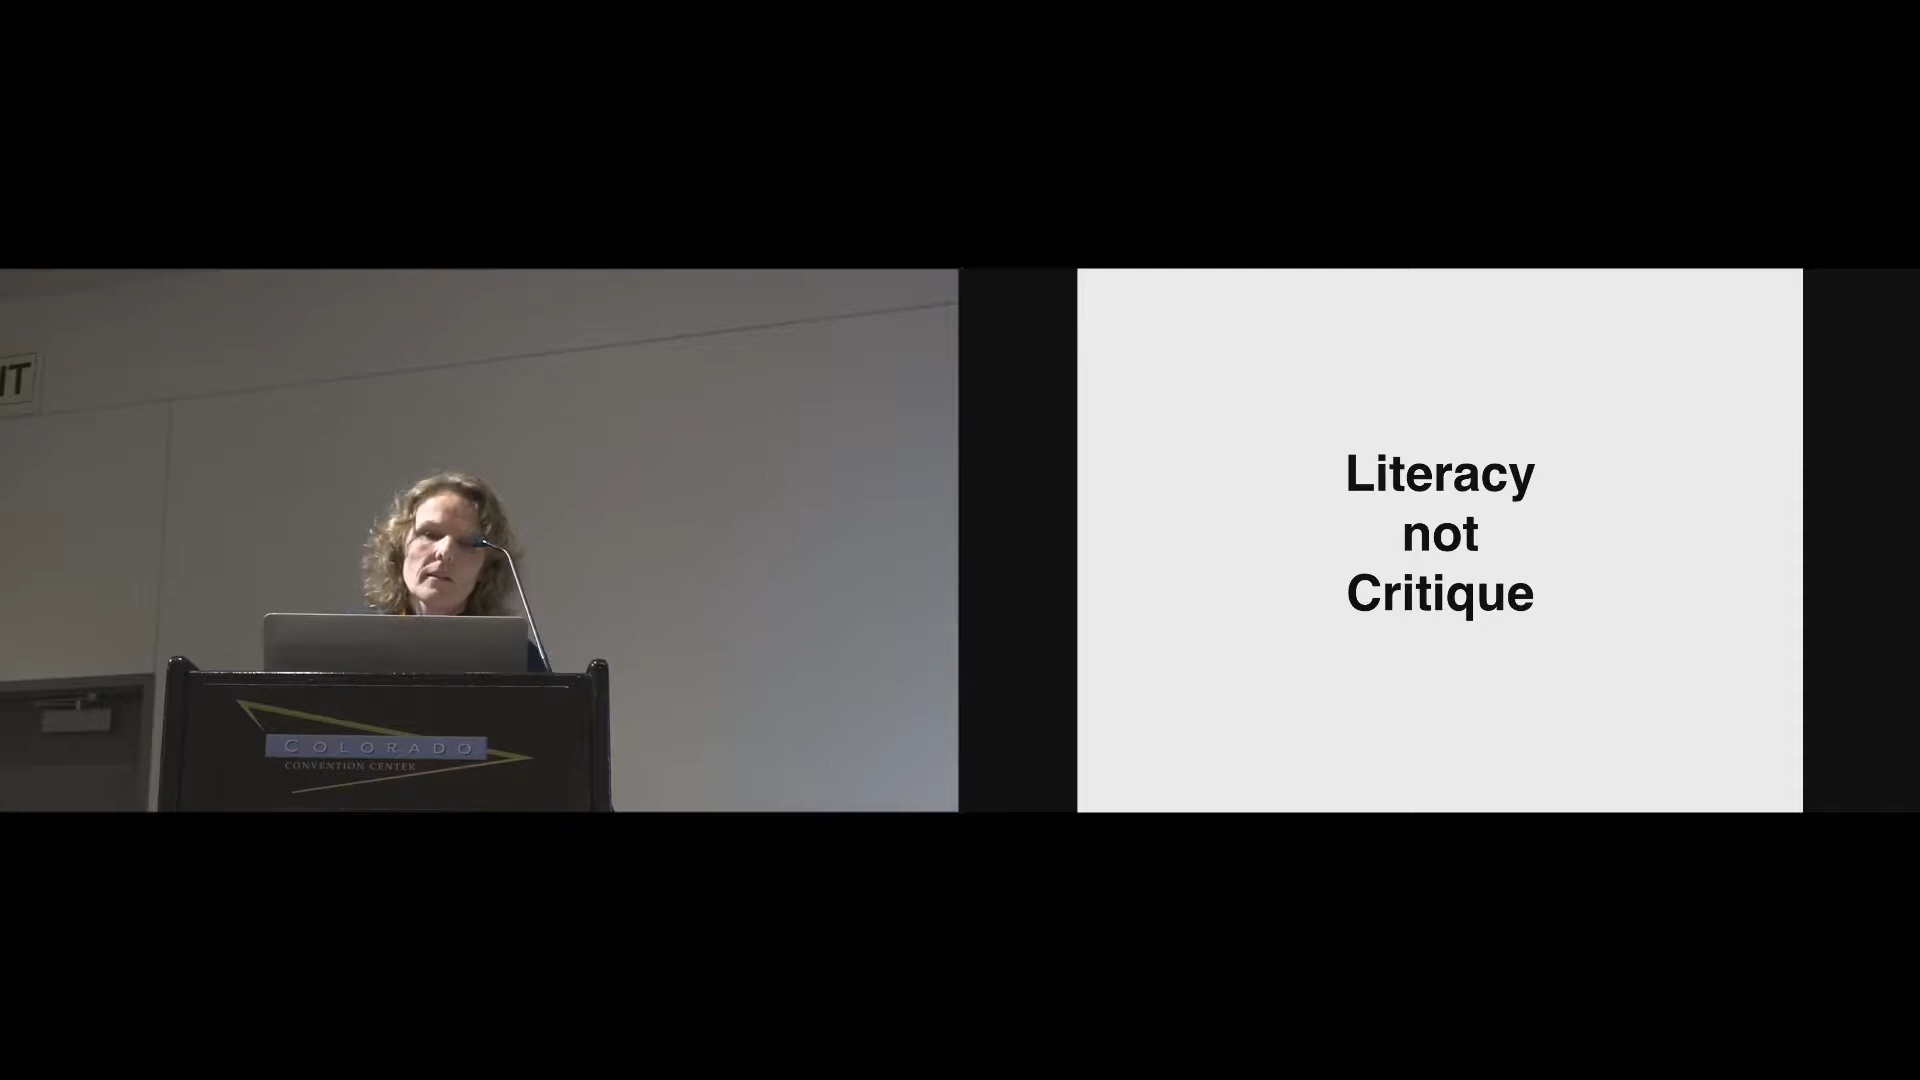 IT
COLORADO
CONVENTION CENTER
Literacy
not
Critique